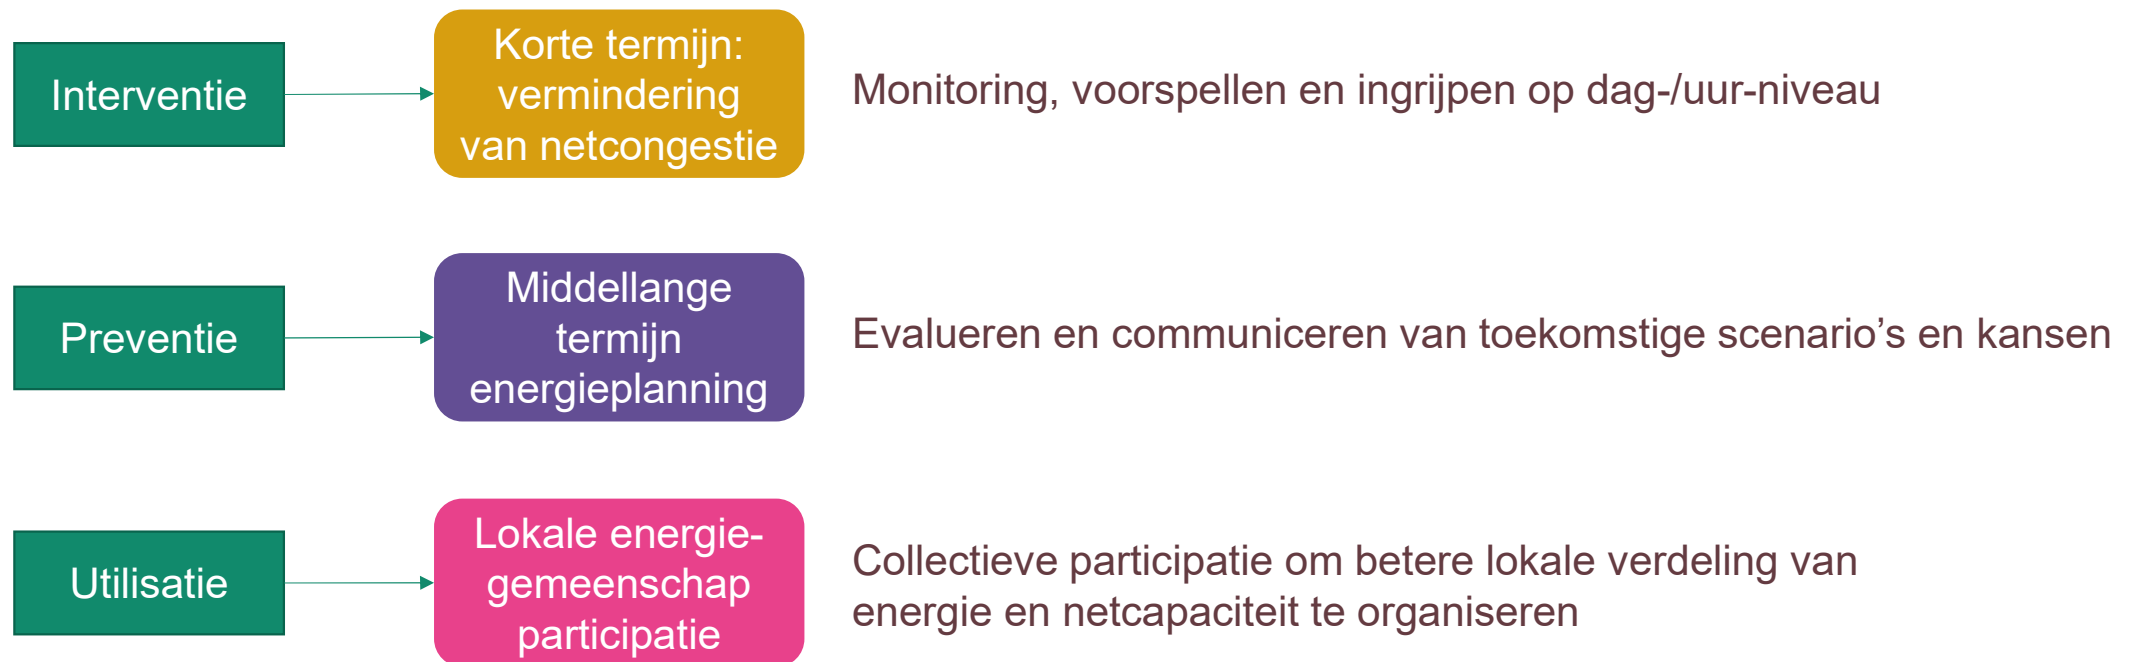 Interventie
Korte termijn:
vermindering
van netcongestie
Monitoring, voorspellen en ingrijpen op dag-/uur-niveau
Preventie
Middellange
termijn
energieplanning
Evalueren en communiceren van toekomstige scenario’s en kansen
Utilisatie
Lokale energie-
gemeenschap
participatie
Collectieve participatie om betere lokale verdeling van
energie en netcapaciteit te organiseren